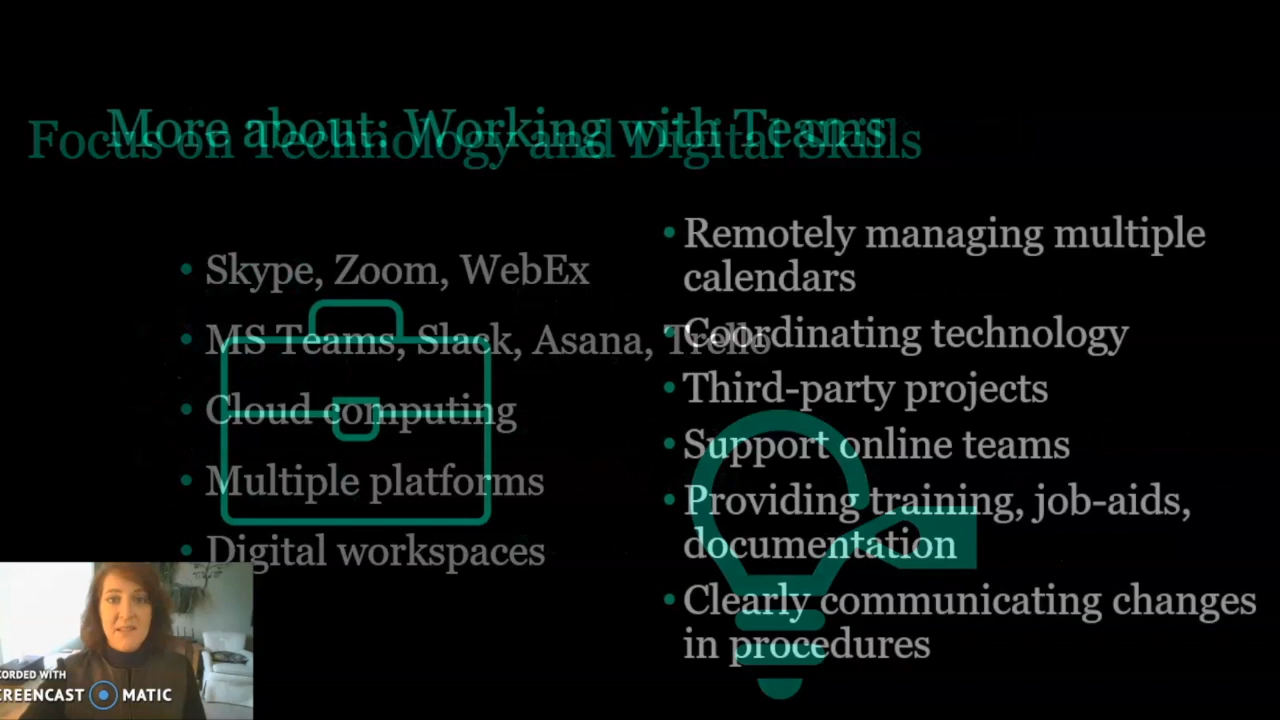 More about: Working with Teams
Focus on Technology and Digital Skills
• Skype, Zoom, WebEx
• MS Teams, Slack, Asana, Trello
• Cloud computing
• Multiple platforms
• Digital workspaces
• Remotely managing multiple
calendars
• Coordinating technology
• Third-party projects
• Support online teams
• Providing training, job-aids,
documentation
• Clearly communicating changes
in procedures
CORDED WITH
CREENCAST MATIC